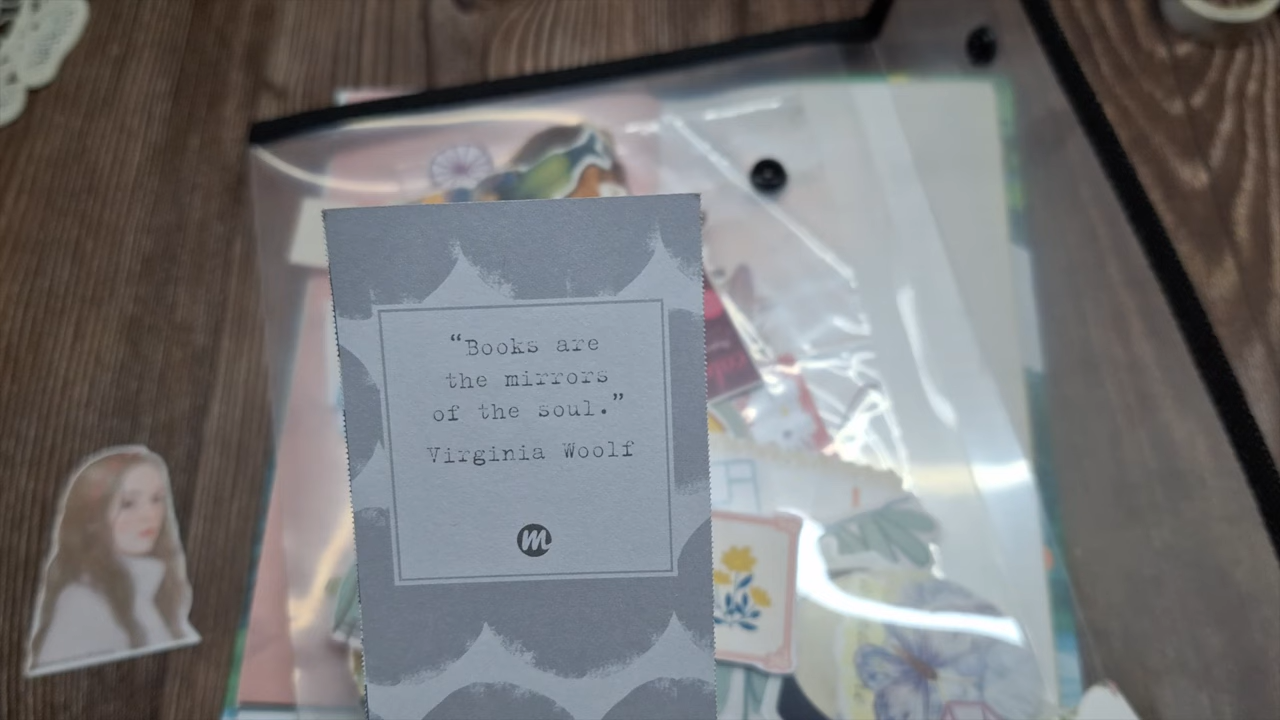 “Books are
the mirrors
of the soul.”
Virginia Woolf
m